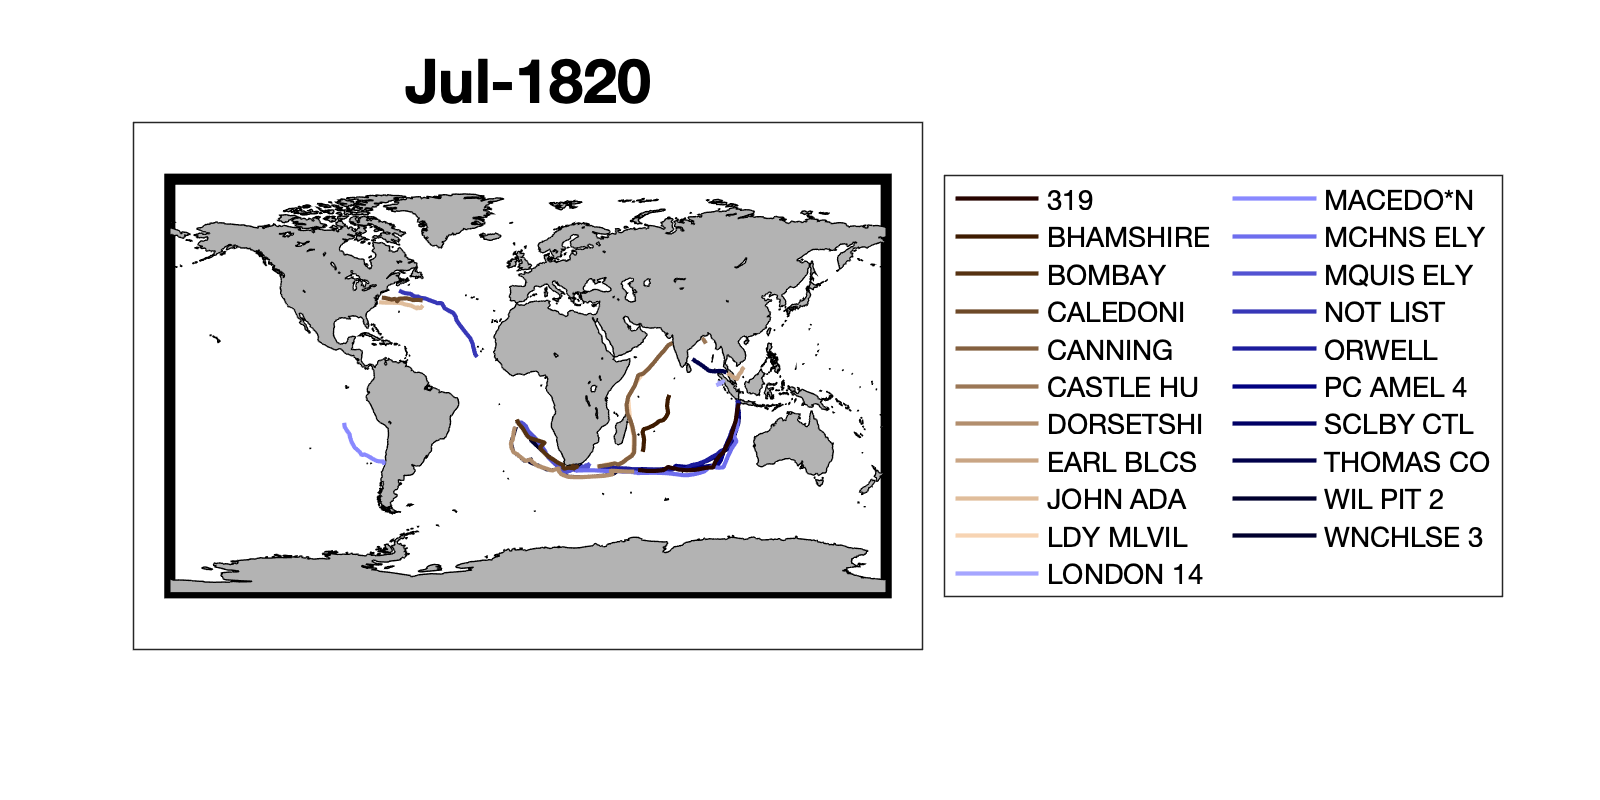 Jul-1820
319
BHAMSHIRE
BOMBAY
CALEDONI
CANNING
CASTLE HU
DORSETSHI
EARL BLCS
JOHN ADA
LDY MLVIL
LONDON 14
MACEDO*N
MCHNS ELY
MQUIS ELY
NOT LIST
ORWELL
PC AMEL 4
SCLBY CTL
THOMAS CO
WIL PIT 2
WNCHLSE 3